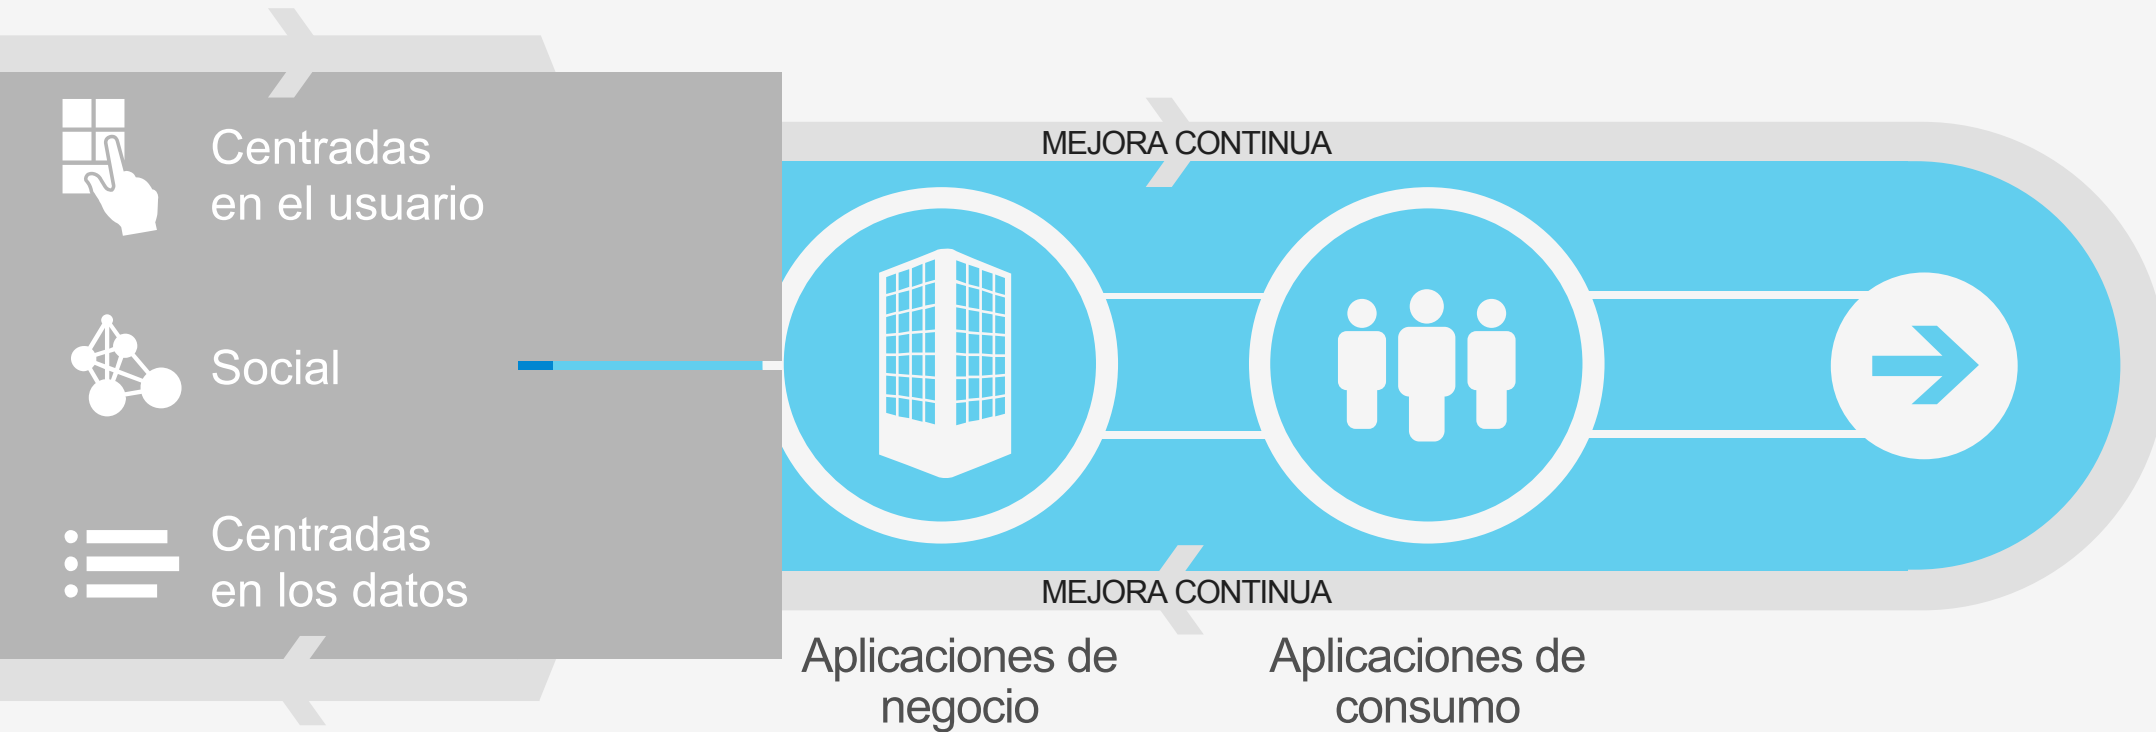 Centradas
en el usuario
Social
Centradas
en los datos
MEJORA CONTINUA
MEJORA CONTINUA
Aplicaciones de
negocio
Aplicaciones de
consumo